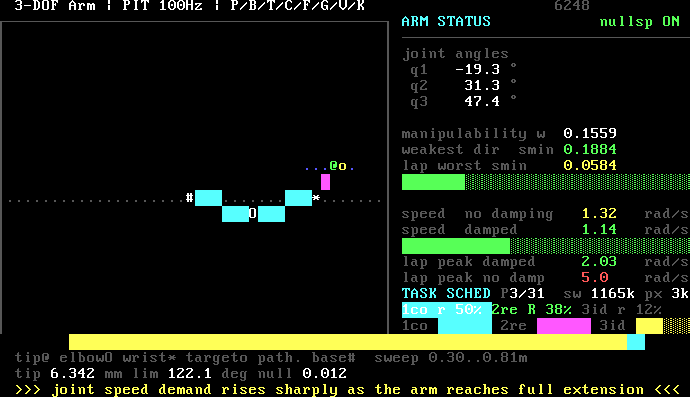 3-DOF Arm | PIT 100Hz | P/B/T/C/F/G/V/K 6248
ARM STATUS nullsp ON
joint angles
q1 -19.3 °
q2 31.3 °
q3 47.4 °
manipulability w 0.1559
weakest dir smin 0.1884
lap worst smin 0.0584
...@o.
#
*
O
speed no damping 1.32 rad/s
speed damped 1.14 rad/s
lap peak damped 2.03 rad/s
lap peak no damp 5.0 rad/s
TASK SCHED P3/31 sw 1165k px 3k
1co r 50% 2re R 38% 3id r 12%
1co 2re 3id
tip@ elbowO wrist* targeto path. base# sweep 0.30..0.81m
tip 6.342 mm lim 122.1 deg null 0.012
>>> joint speed demand rises sharply as the arm reaches full extension <<<